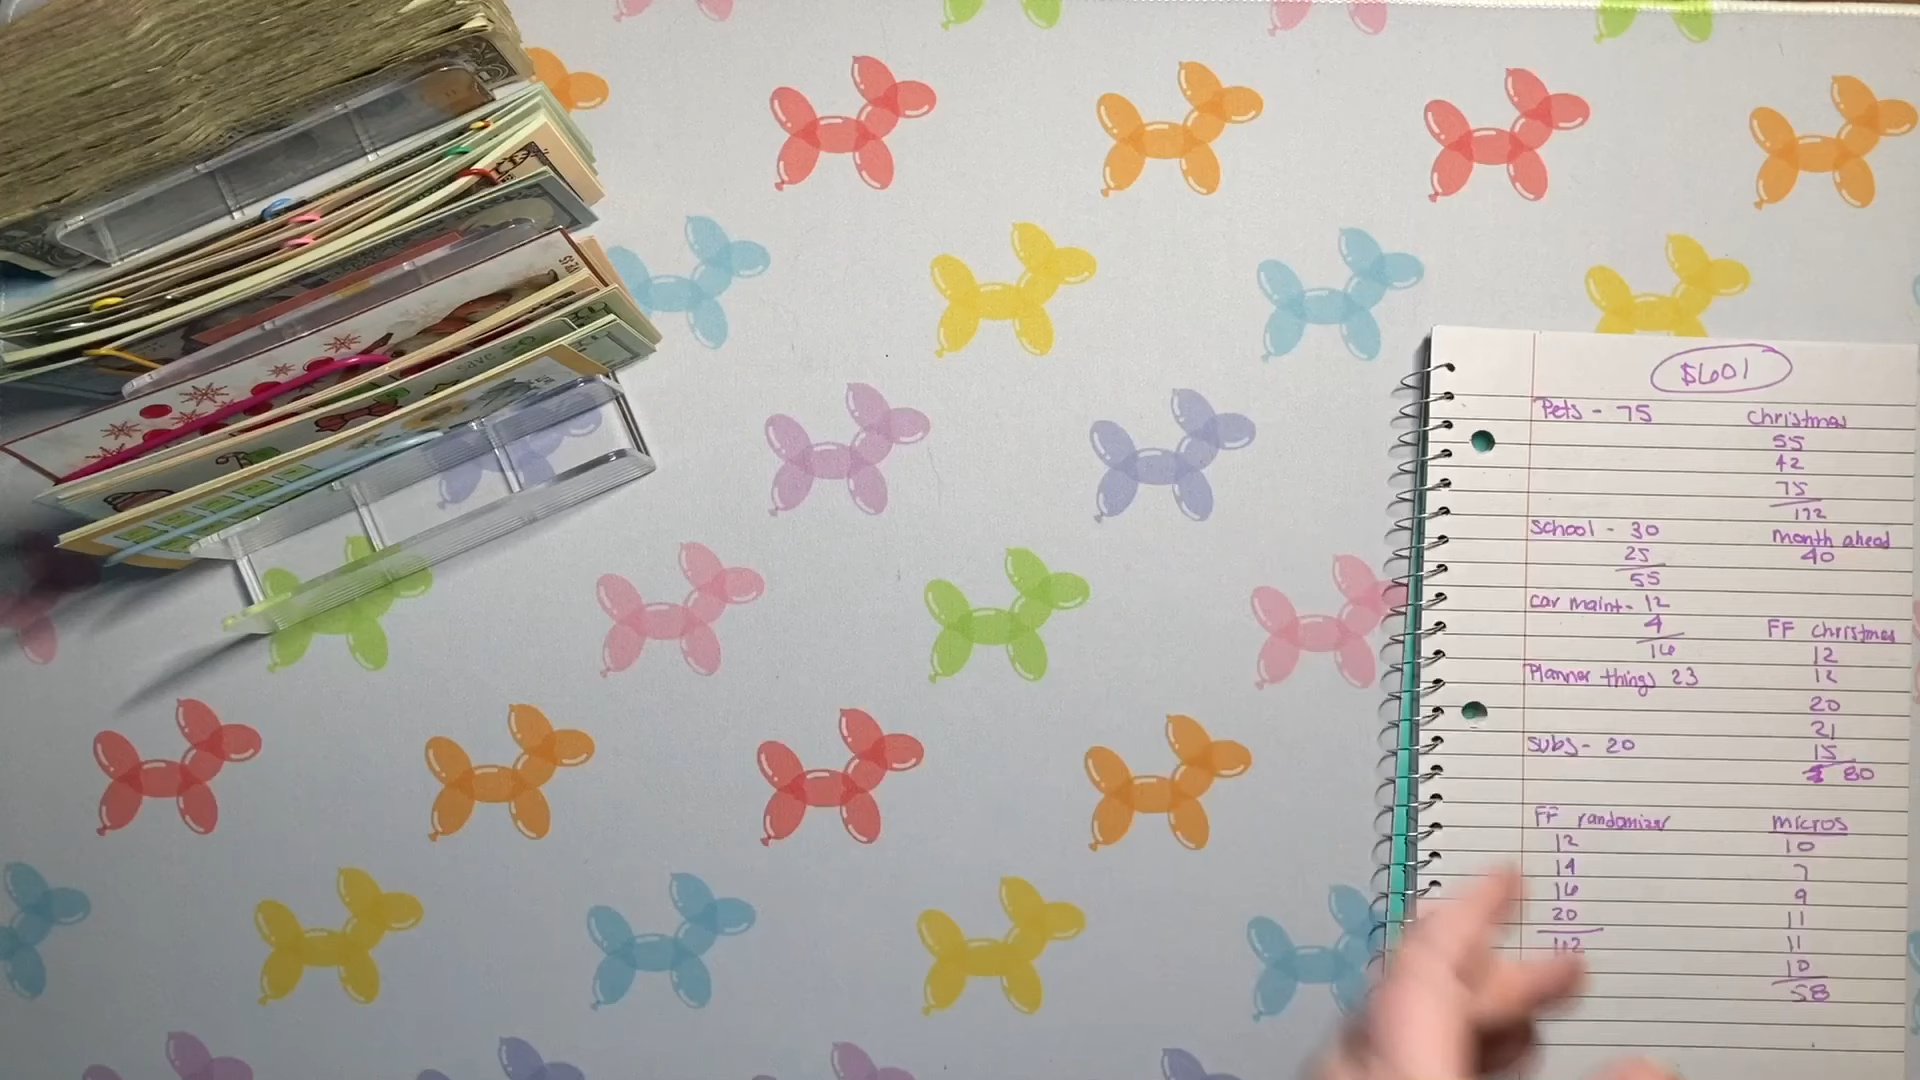 $601
Pets - 75
School - 30
25
55
Car maint- 12
4
16
Planner things 23
Subs- 20
FF randomizer
12
14
16
20
Christmas
55
42
75
172
month ahead
40
FF Christmas
12
12
20
21
15
80
micros
10
7
9
11
11
10
58
save 50